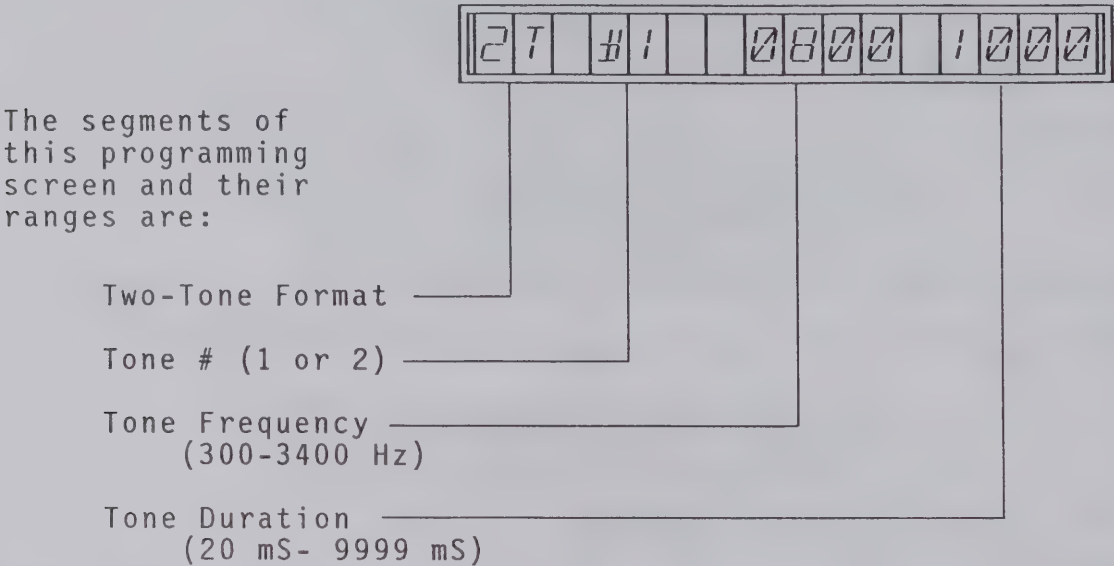 2T #1 0800 1000
The segments of
this programming
screen and their
ranges are:
Two-Tone Format
Tone # (1 or 2)
Tone Frequency
(300-3400 Hz)
Tone Duration
(20 mS- 9999 mS)